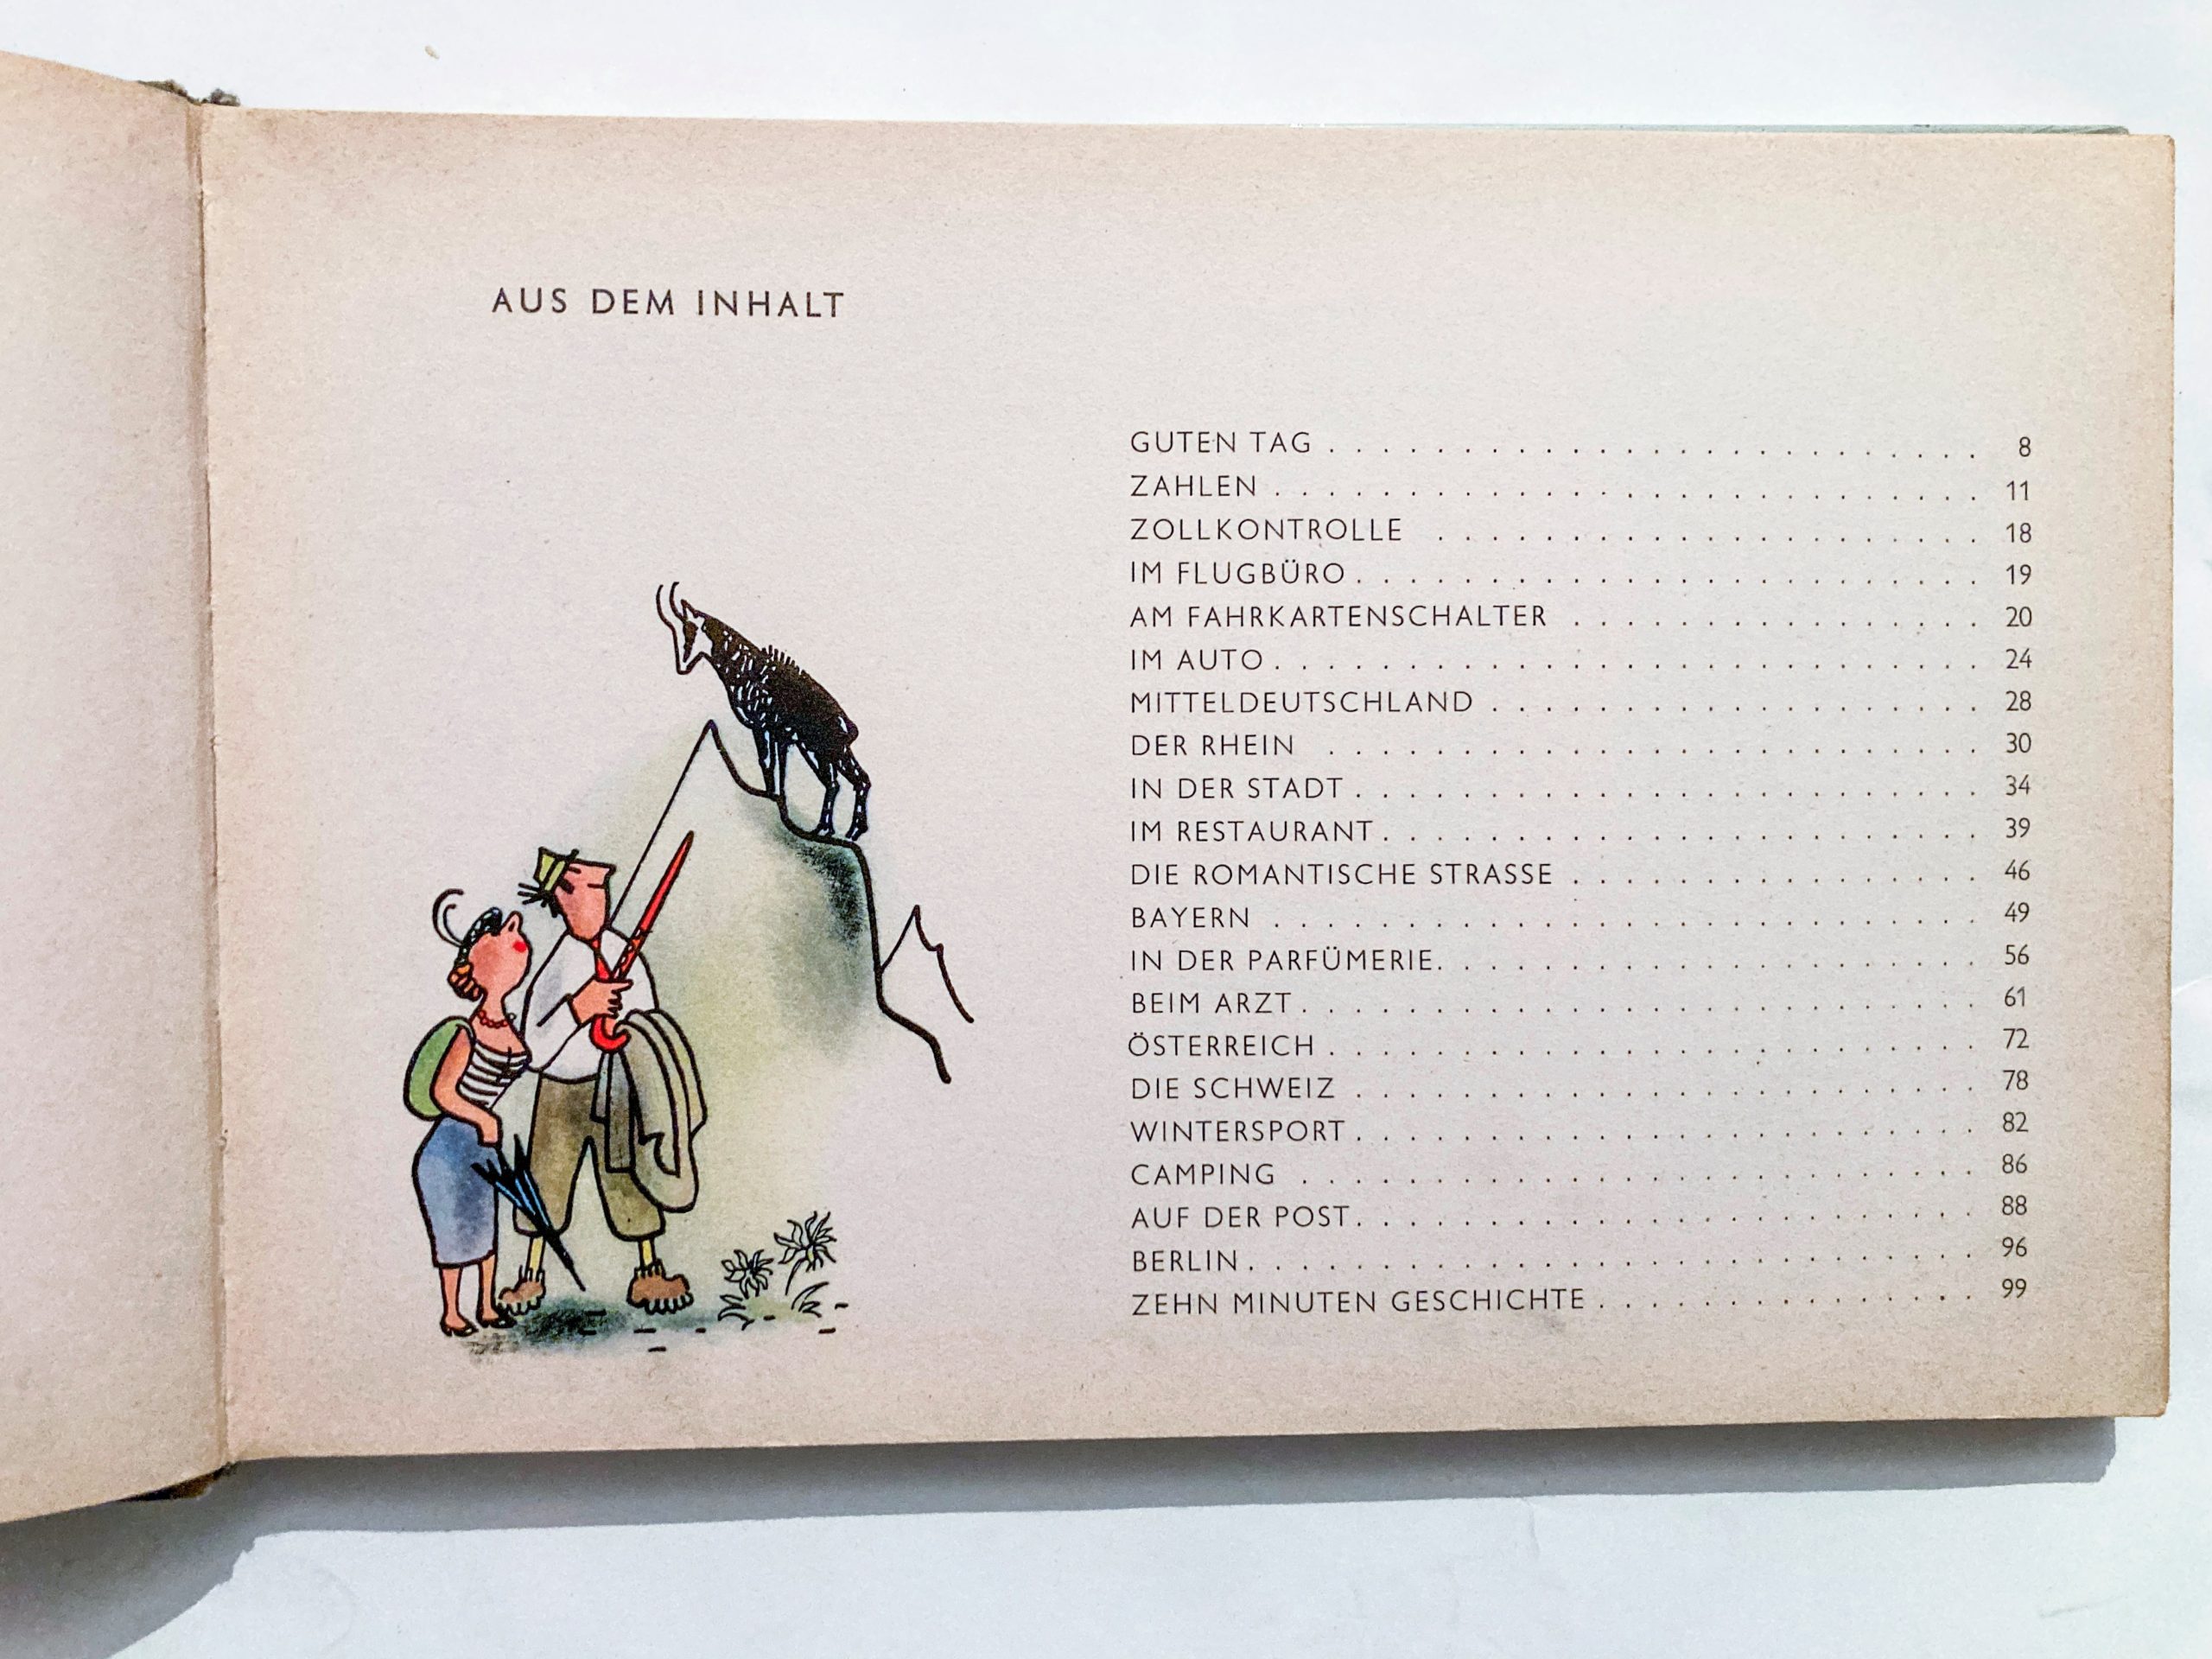 AUS DEM INHALT
GUTEN TAG . . . . . . . . . . . . . . . . . . . . . . . . 8
ZAHLEN . . . . . . . . . . . . . . . . . . . . . . . . . . 11
ZOLLKONTROLLE . . . . . . . . . . . . . . . . . . . . 18
IM FLUGBÜRO . . . . . . . . . . . . . . . . . . . . . . . 19
AM FAHRKARTENSCHALTER . . . . . . . . . . . . . . . 20
IM AUTO . . . . . . . . . . . . . . . . . . . . . . . . . . 24
MITTELDEUTSCHLAND . . . . . . . . . . . . . . . . . . 28
DER RHEIN . . . . . . . . . . . . . . . . . . . . . . . . 30
IN DER STADT . . . . . . . . . . . . . . . . . . . . . . . 34
IM RESTAURANT . . . . . . . . . . . . . . . . . . . . . . 39
DIE ROMANTISCHE STRASSE . . . . . . . . . . . . . . . 46
BAYERN . . . . . . . . . . . . . . . . . . . . . . . . . . 49
IN DER PARFÜMERIE . . . . . . . . . . . . . . . . . . . . 56
BEIM ARZT . . . . . . . . . . . . . . . . . . . . . . . . . 61
ÖSTERREICH . . . . . . . . . . . . . . . . . . . . . . . . 72
DIE SCHWEIZ . . . . . . . . . . . . . . . . . . . . . . . 78
WINTERSPORT . . . . . . . . . . . . . . . . . . . . . . . 82
CAMPING . . . . . . . . . . . . . . . . . . . . . . . . . 86
AUF DER POST . . . . . . . . . . . . . . . . . . . . . . . 88
BERLIN . . . . . . . . . . . . . . . . . . . . . . . . . . . 96
ZEHN MINUTEN GESCHICHTE . . . . . . . . . . . . . . 99